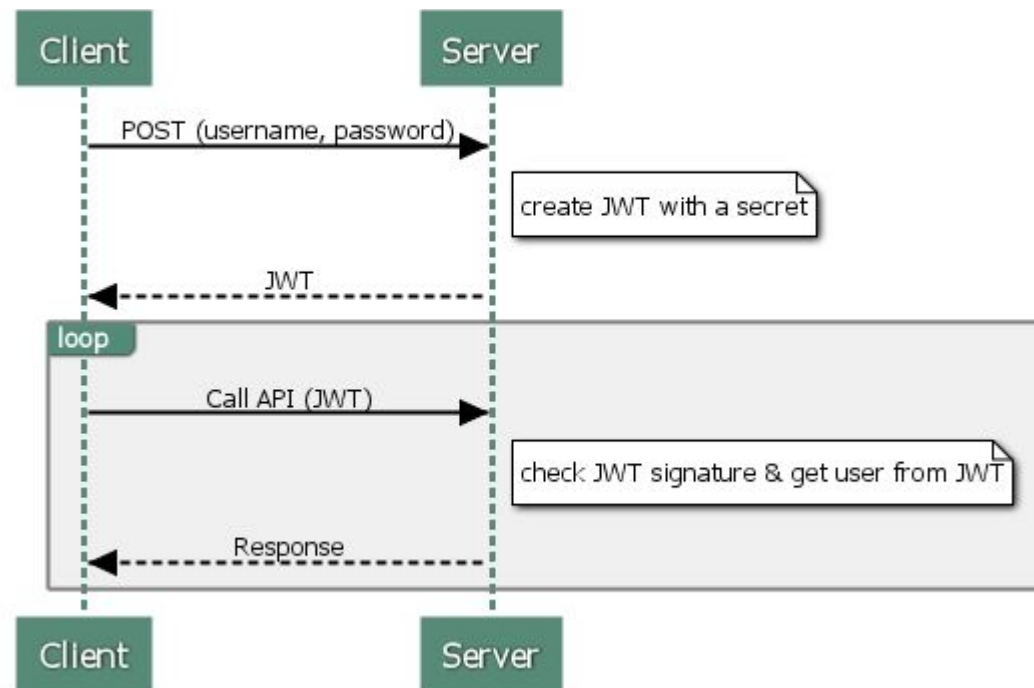 Client Server
POST (username, password)
create JWT with a secret
JWT
loop
Call API (JWT)
check JWT signature & get user from JWT
Response
Client Server